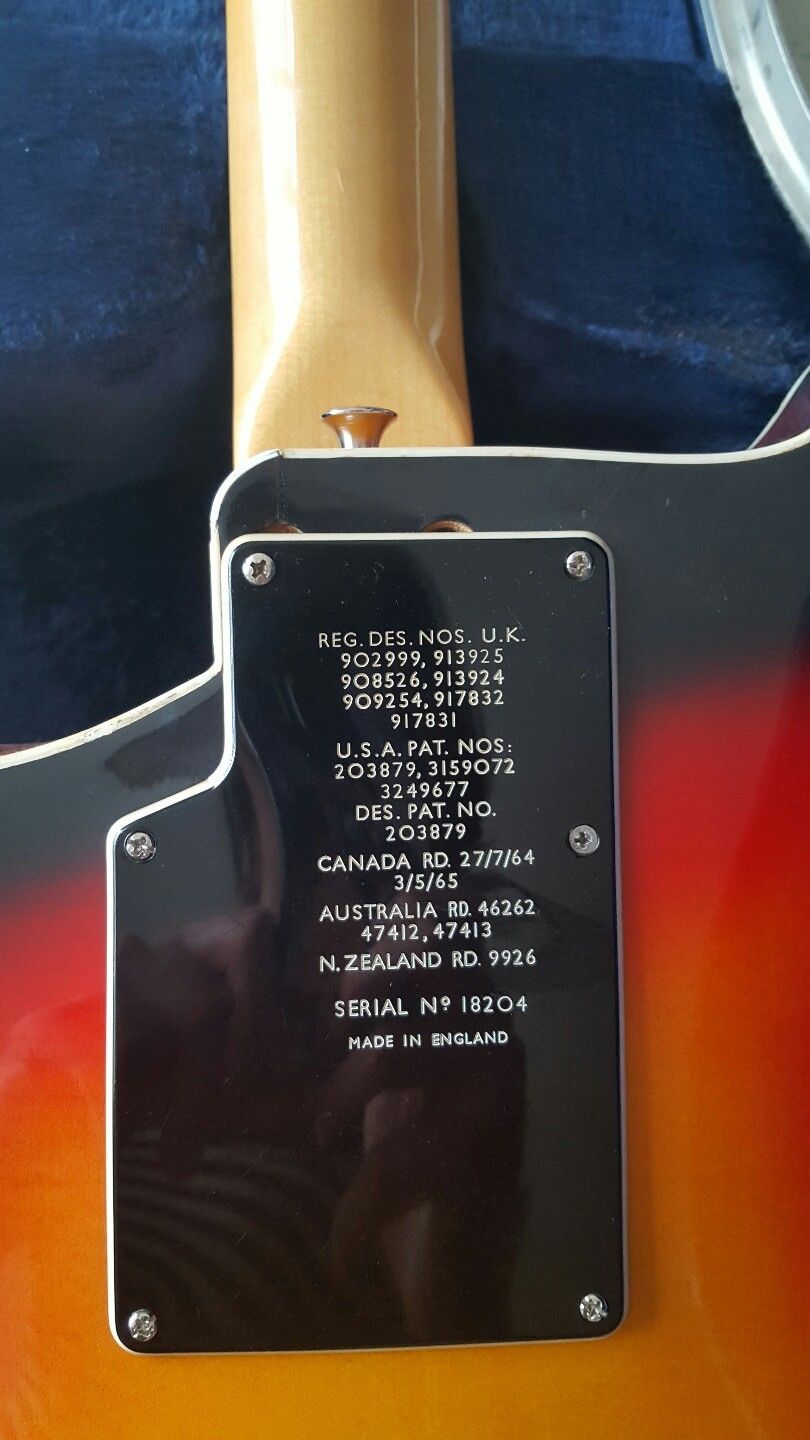 REG. DES. NOS. U.K.
902999, 913925
908526, 913924
909254, 917832
917831
U.S.A. PAT. NOS:
203879, 3159072
3249677
DES. PAT. NO.
203879
CANADA RD. 27/7/64
3/5/65
AUSTRALIA RD. 46262
47412, 47413
N. ZEALAND RD. 9926
SERIAL Nº 18204
MADE IN ENGLAND